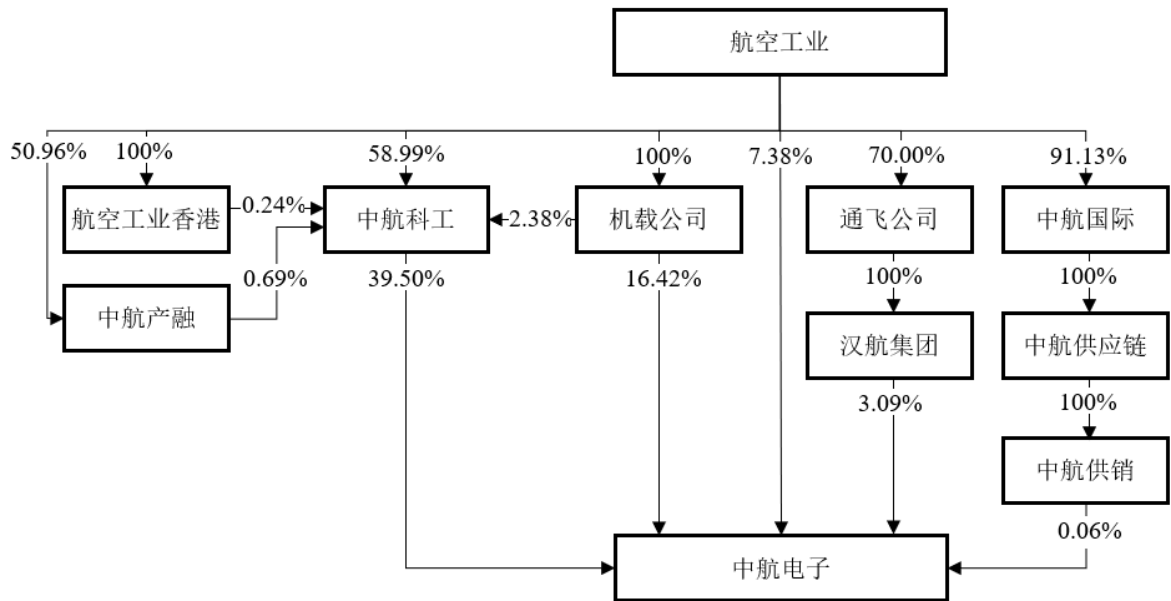 航空工业
50.96%
100%
58.99%
100%
7.38%
70.00%
91.13%
航空工业香港
0.24%
中航科工
2.38%
机载公司
通飞公司
中航国际
0.69%
39.50%
16.42%
100%
100%
中航产融
汉航集团
中航供应链
3.09%
100%
中航供销
0.06%
中航电子